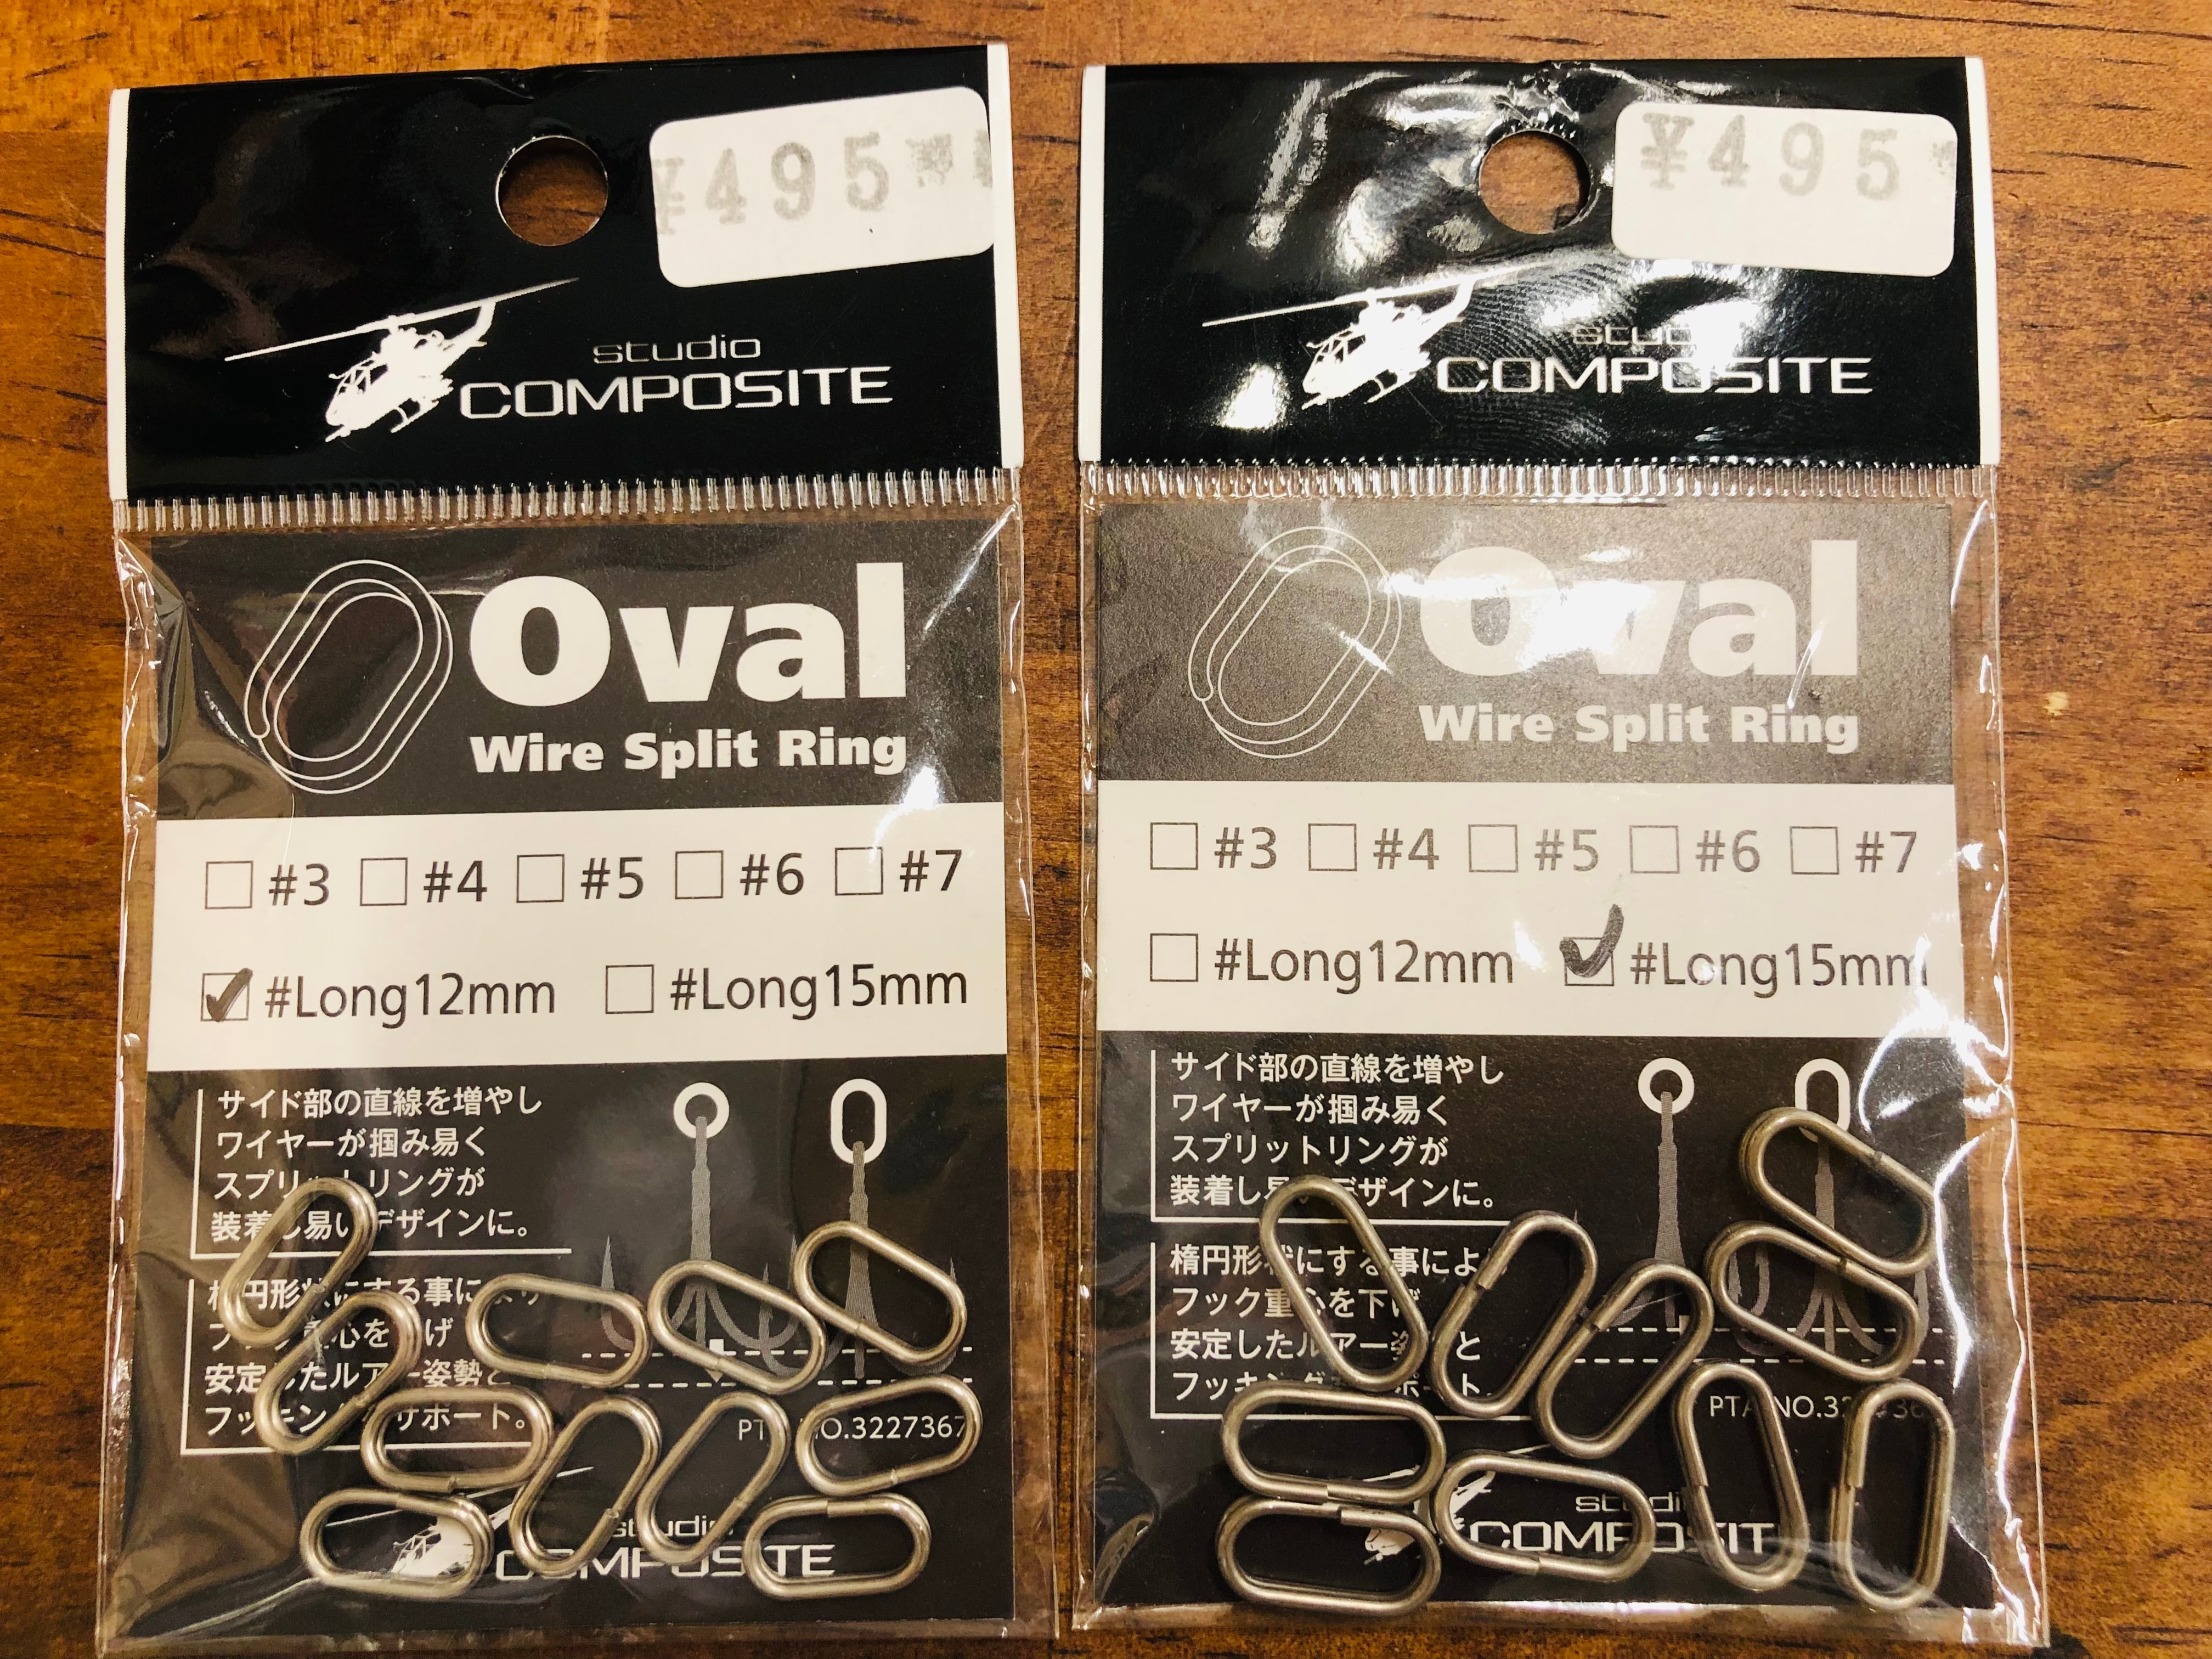 ¥495
studio
COMPOSITE
Oval
Wire Split Ring
#3 #4 #5 #6 #7
#Long12mm #Long15mm
サイド部の直線を増やし
ワイヤーが掴み易く
スプリットリングが
装着し易いデザインに。
楕円形状にする事により
フック重心を下げ
安定したルアー姿勢と
フッキングをサポート。
NO.3227367
studio
COMPOSITE
¥495
studio
COMPOSITE
Oval
Wire Split Ring
#3 #4 #5 #6 #7
#Long12mm #Long15mm
サイド部の直線を増やし
ワイヤーが掴み易く
スプリットリングが
装着し易いデザインに。
楕円形状にする事により
フック重心を下げ
安定したルアー姿勢と
フッキングをサポート。
studio
COMPOSITE